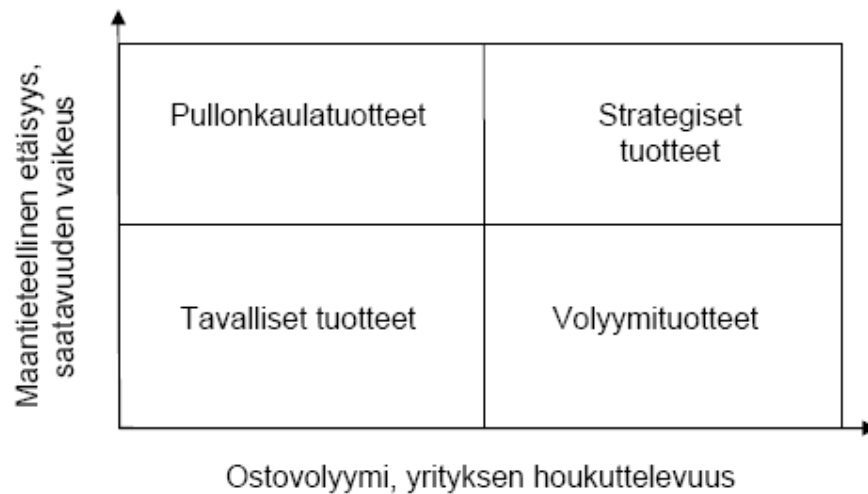 Maantieteellinen etäisyys,
saatavuuden vaikeus
Pullonkaulatuotteet
Strategiset
tuotteet
Tavalliset tuotteet
Volyymituotteet
Ostovolyymi, yrityksen houkuttelevuus